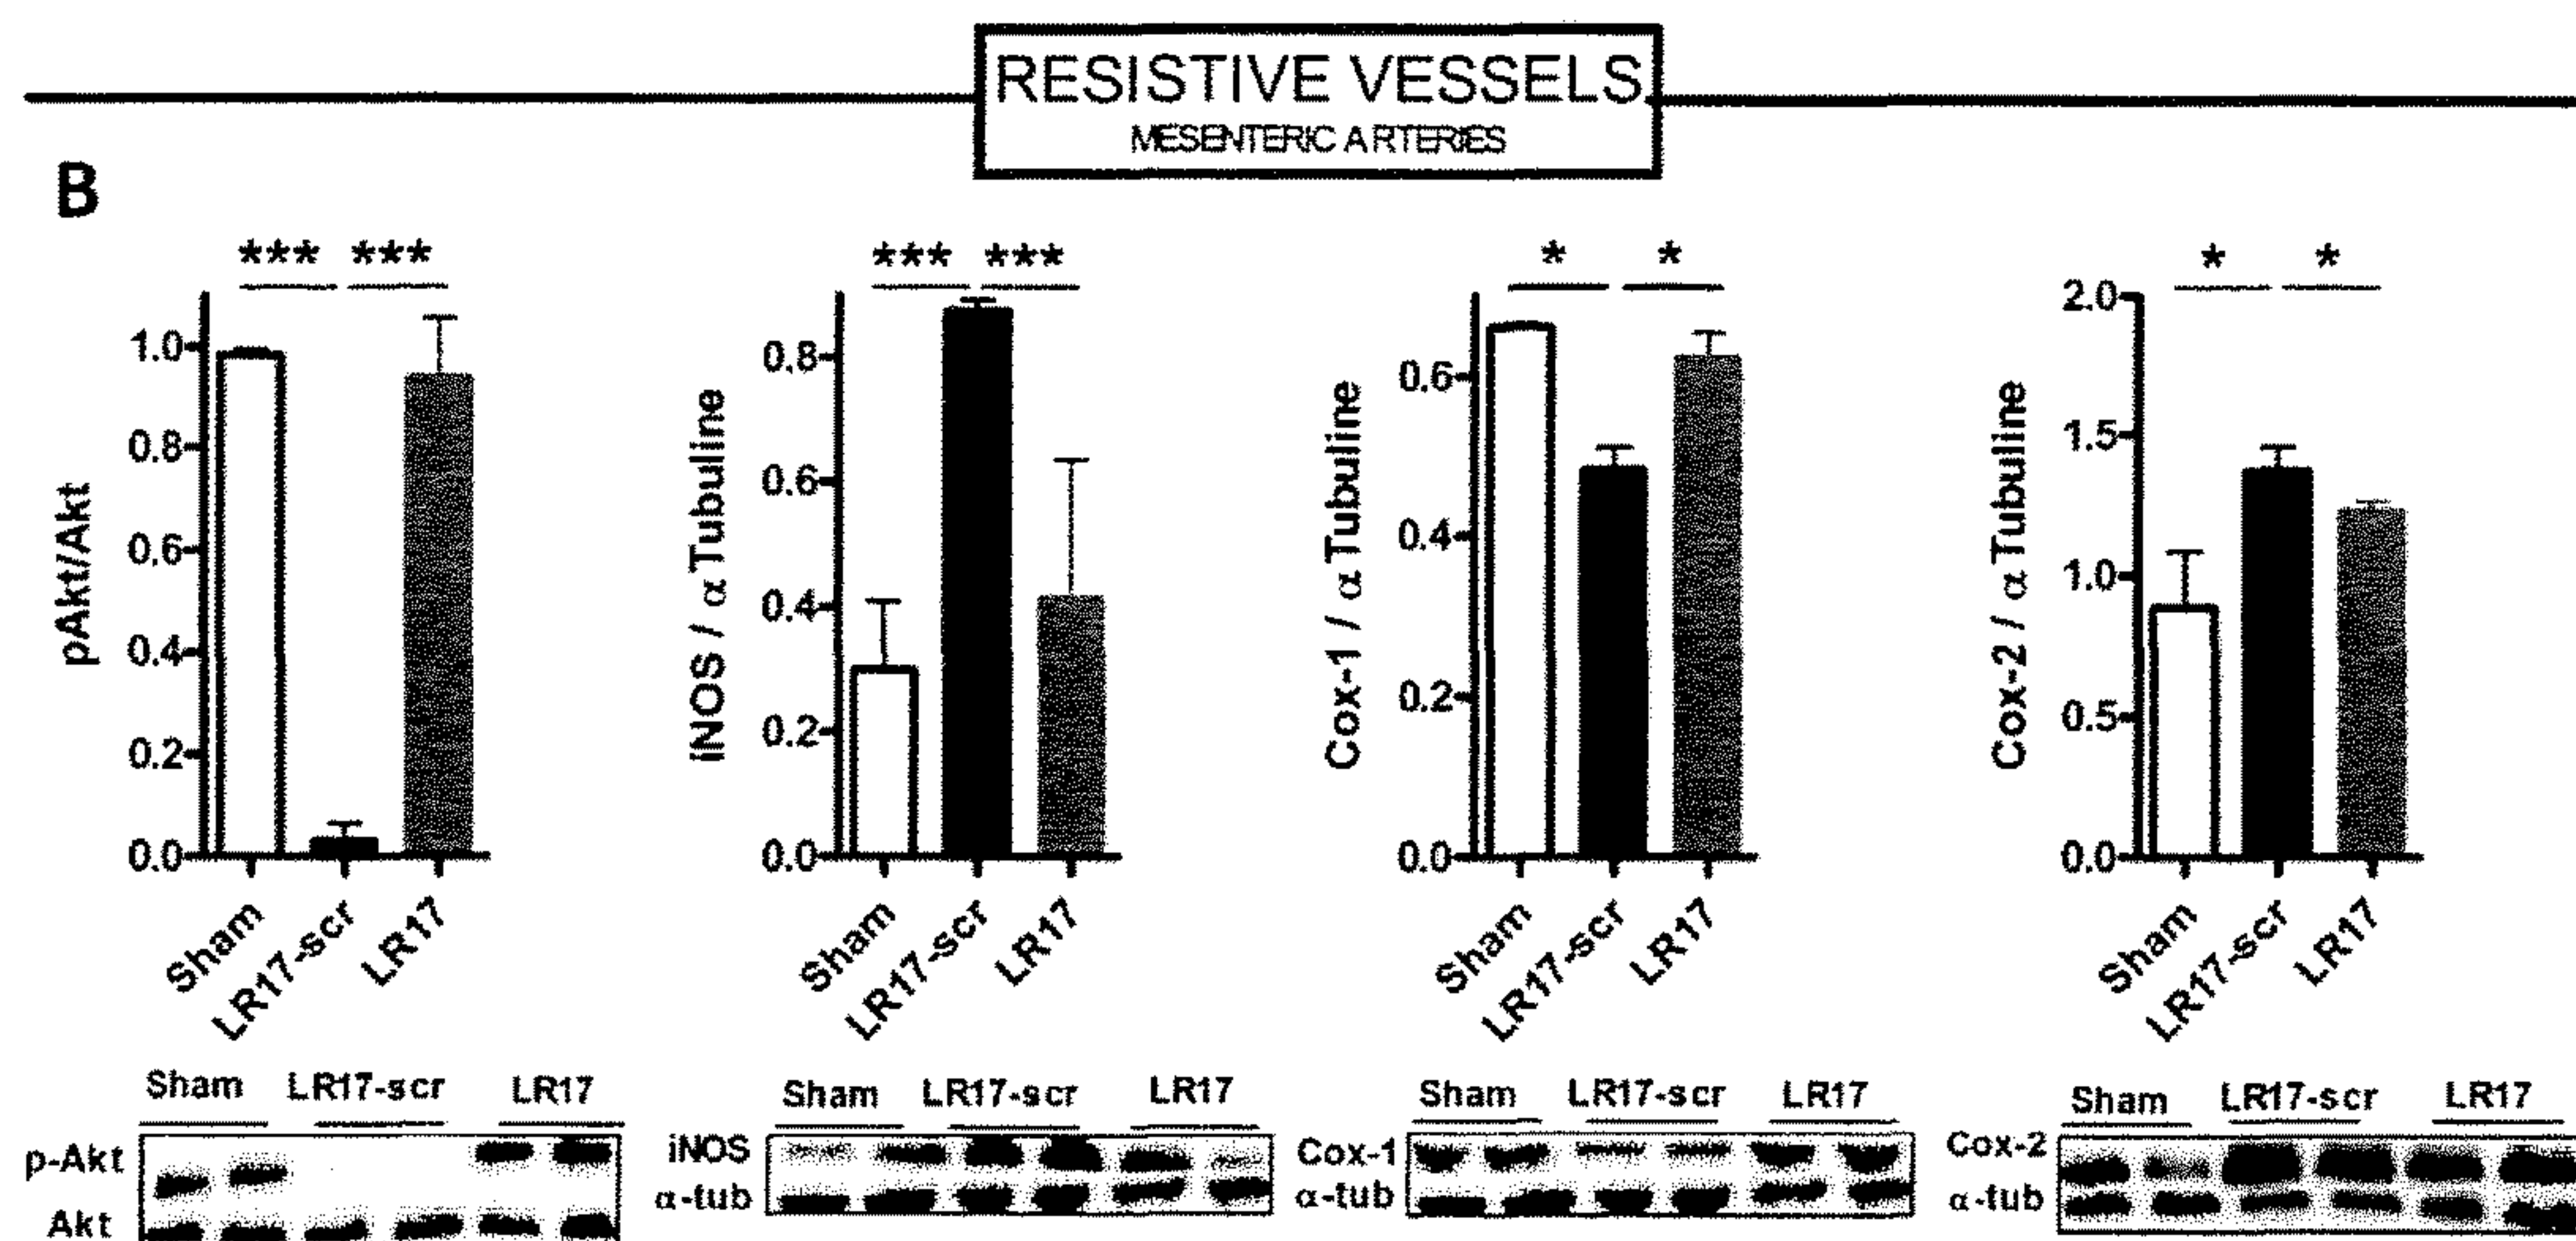 RESISTIVE VESSELS
MESENTERIC ARTERIES
B
*** ***
pAkt/Akt
1.0
0.8
0.6
0.4
0.2
0.0
Sham
LR17-scr
LR17
*** ***
iNOS / α Tubuline
0.8
0.6
0.4
0.2
0.0
Sham
LR17-scr
LR17
* *
Cox-1 / α Tubuline
0.6
0.4
0.2
0.0
Sham
LR17-scr
LR17
* *
Cox-2 / α Tubuline
2.0
1.5
1.0
0.5
0.0
Sham
LR17-scr
LR17
Sham LR17-scr LR17
p-Akt
Akt
Sham LR17-scr LR17
iNOS
α-tub
Sham LR17-scr LR17
Cox-1
α-tub
Sham LR17-scr LR17
Cox-2
α-tub